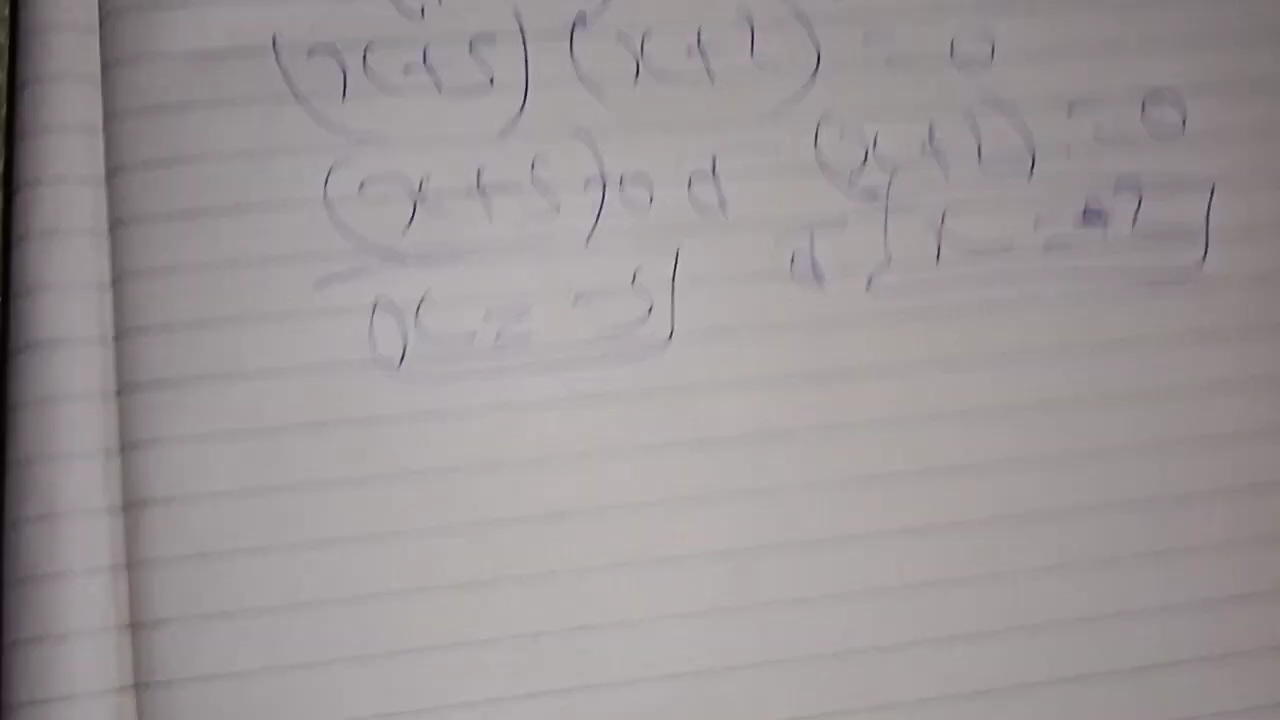 (x+5) (x+1) = 0
(x+5) = 0 (x+1) = 0
x = -5 x = -1